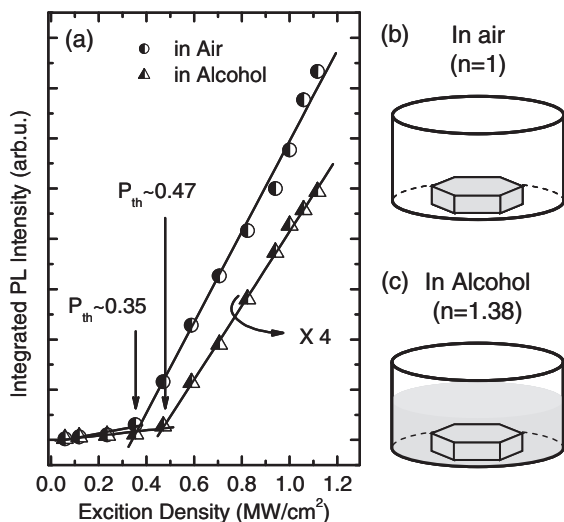 (a)
in Air
in Alcohol
P_th~0.47
P_th~0.35
X 4
Integrated PL Intensity (arb.u.)
0.0 0.2 0.4 0.6 0.8 1.0 1.2
Excition Density (MW/cm²)
(b) In air
(n=1)
(c) In Alcohol
(n=1.38)